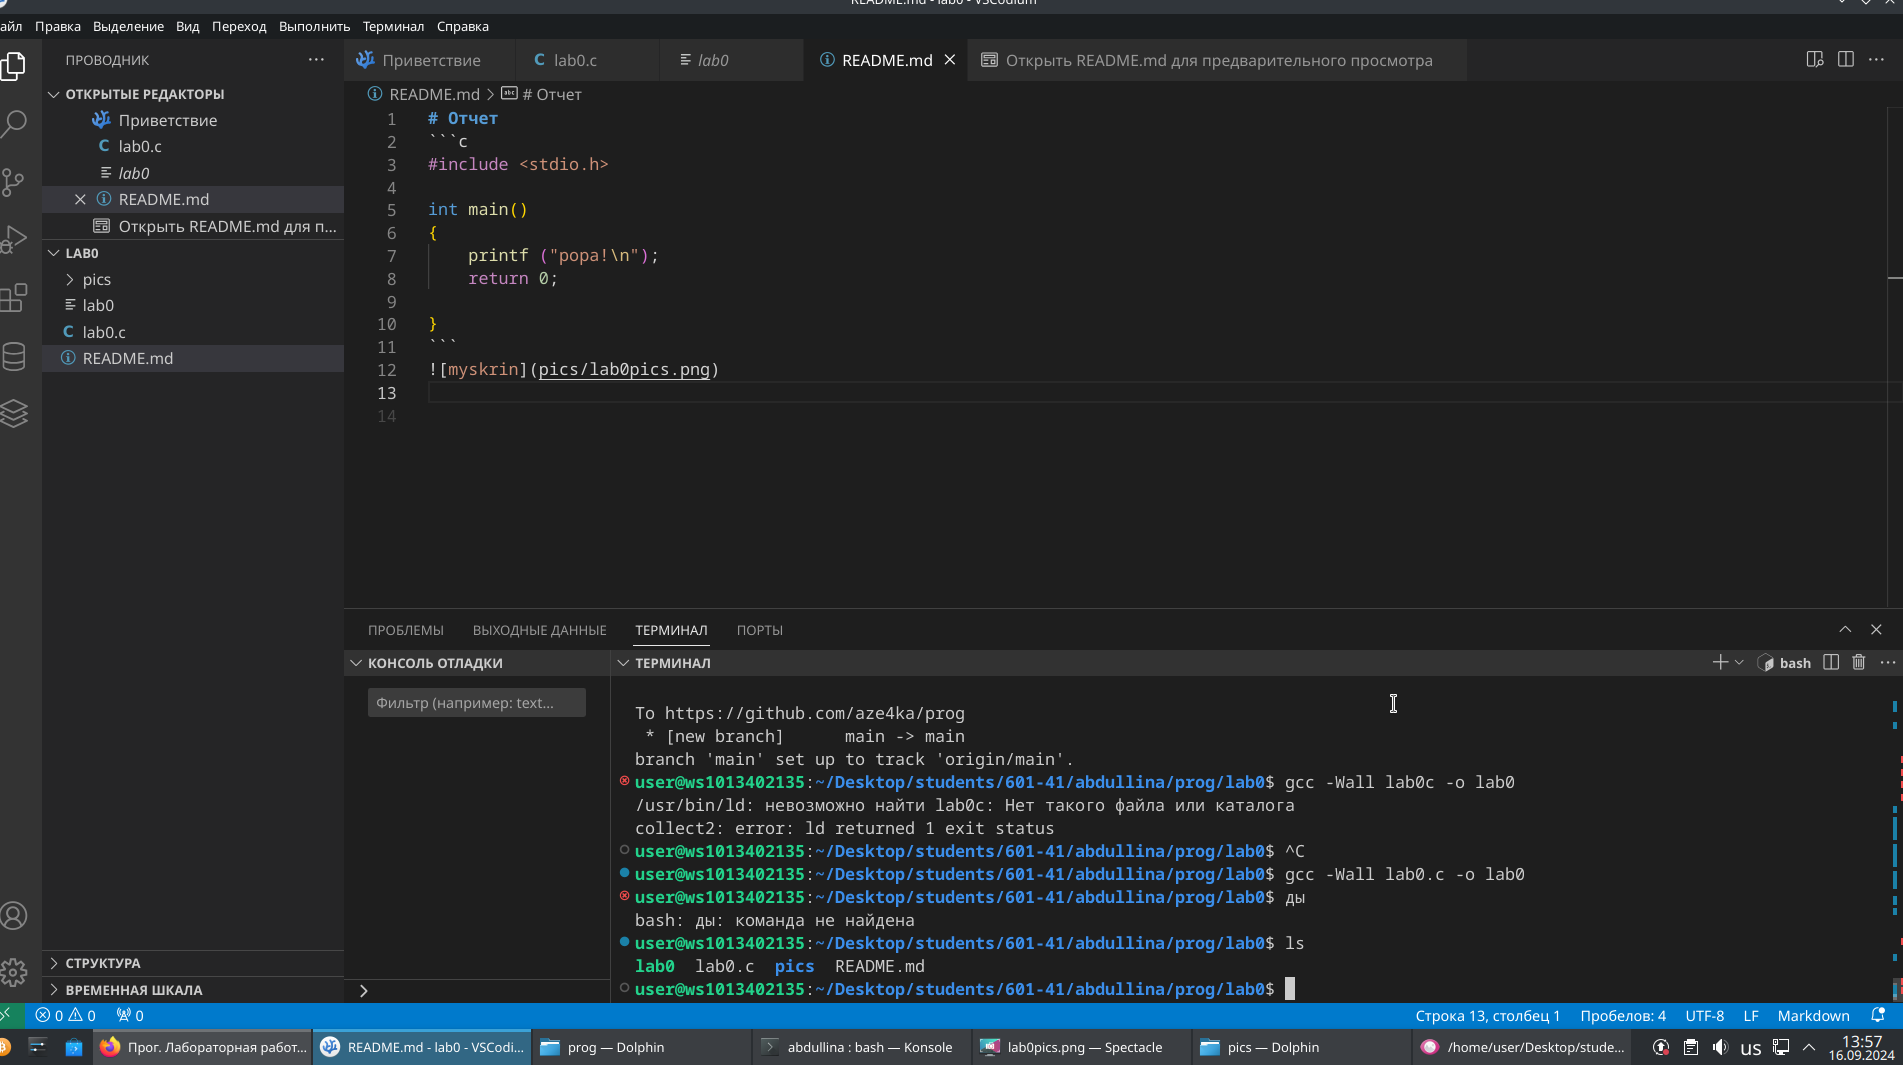 README.md - lab0 - VSCodium
айл Правка Выделение Вид Переход Выполнить Терминал Справка
ПРОВОДНИК
Приветствие
lab0.c
lab0
README.md
Открыть README.md для предварительного просмотра
ОТКРЫТЫЕ РЕДАКТОРЫ
Приветствие
lab0.c
lab0
README.md
Открыть README.md для п...
LAB0
pics
lab0
lab0.c
README.md
СТРУКТУРА
ВРЕМЕННАЯ ШКАЛА
README.md > # Отчет
1 # Отчет
2 ```c
3 #include <stdio.h>
4
5 int main()
6 {
7 printf ("popa!\n");
8 return 0;
9
10 }
11 ```
12 ![myskrin](pics/lab0pics.png)
13
14
ПРОБЛЕМЫ ВЫХОДНЫЕ ДАННЫЕ ТЕРМИНАЛ ПОРТЫ
КОНСОЛЬ ОТЛАДКИ
Фильтр (например: text...
ТЕРМИНАЛ
bash
To https://github.com/aze4ka/prog
* [new branch] main -> main
branch 'main' set up to track 'origin/main'.
user@ws1013402135:~/Desktop/students/601-41/abdullina/prog/lab0$ gcc -Wall lab0c -o lab0
/usr/bin/ld: невозможно найти lab0c: Нет такого файла или каталога
collect2: error: ld returned 1 exit status
user@ws1013402135:~/Desktop/students/601-41/abdullina/prog/lab0$ ^C
user@ws1013402135:~/Desktop/students/601-41/abdullina/prog/lab0$ gcc -Wall lab0.c -o lab0
user@ws1013402135:~/Desktop/students/601-41/abdullina/prog/lab0$ ды
bash: ды: команда не найдена
user@ws1013402135:~/Desktop/students/601-41/abdullina/prog/lab0$ ls
lab0 lab0.c pics README.md
user@ws1013402135:~/Desktop/students/601-41/abdullina/prog/lab0$
0 0 0
Строка 13, столбец 1 Пробелов: 4 UTF-8 LF Markdown
Прог. Лабораторная работ...
README.md - lab0 - VSCodi...
prog — Dolphin
abdullina : bash — Konsole
lab0pics.png — Spectacle
pics — Dolphin
/home/user/Desktop/stude...
us
13:57
16.09.2024